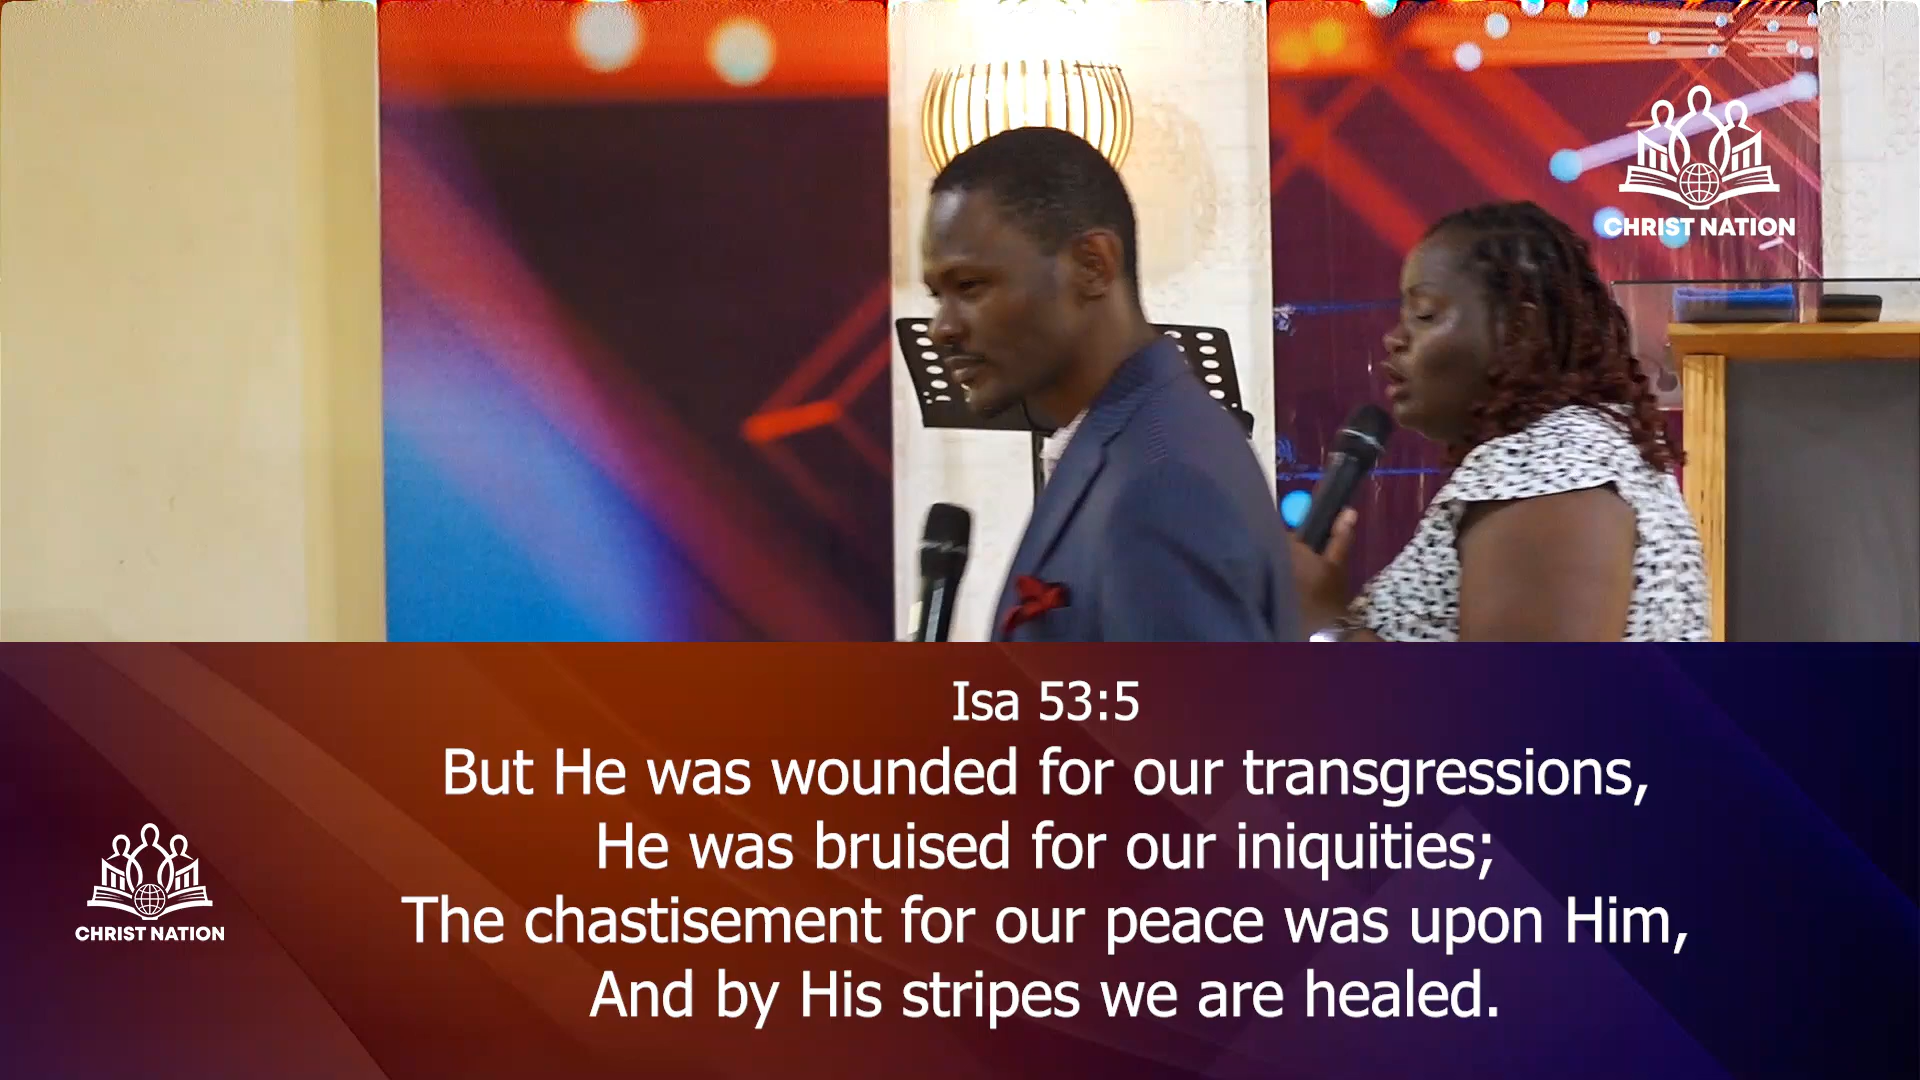 CHRIST NATION
Isa 53:5
But He was wounded for our transgressions,
He was bruised for our iniquities;
The chastisement for our peace was upon Him,
And by His stripes we are healed.
CHRIST NATION